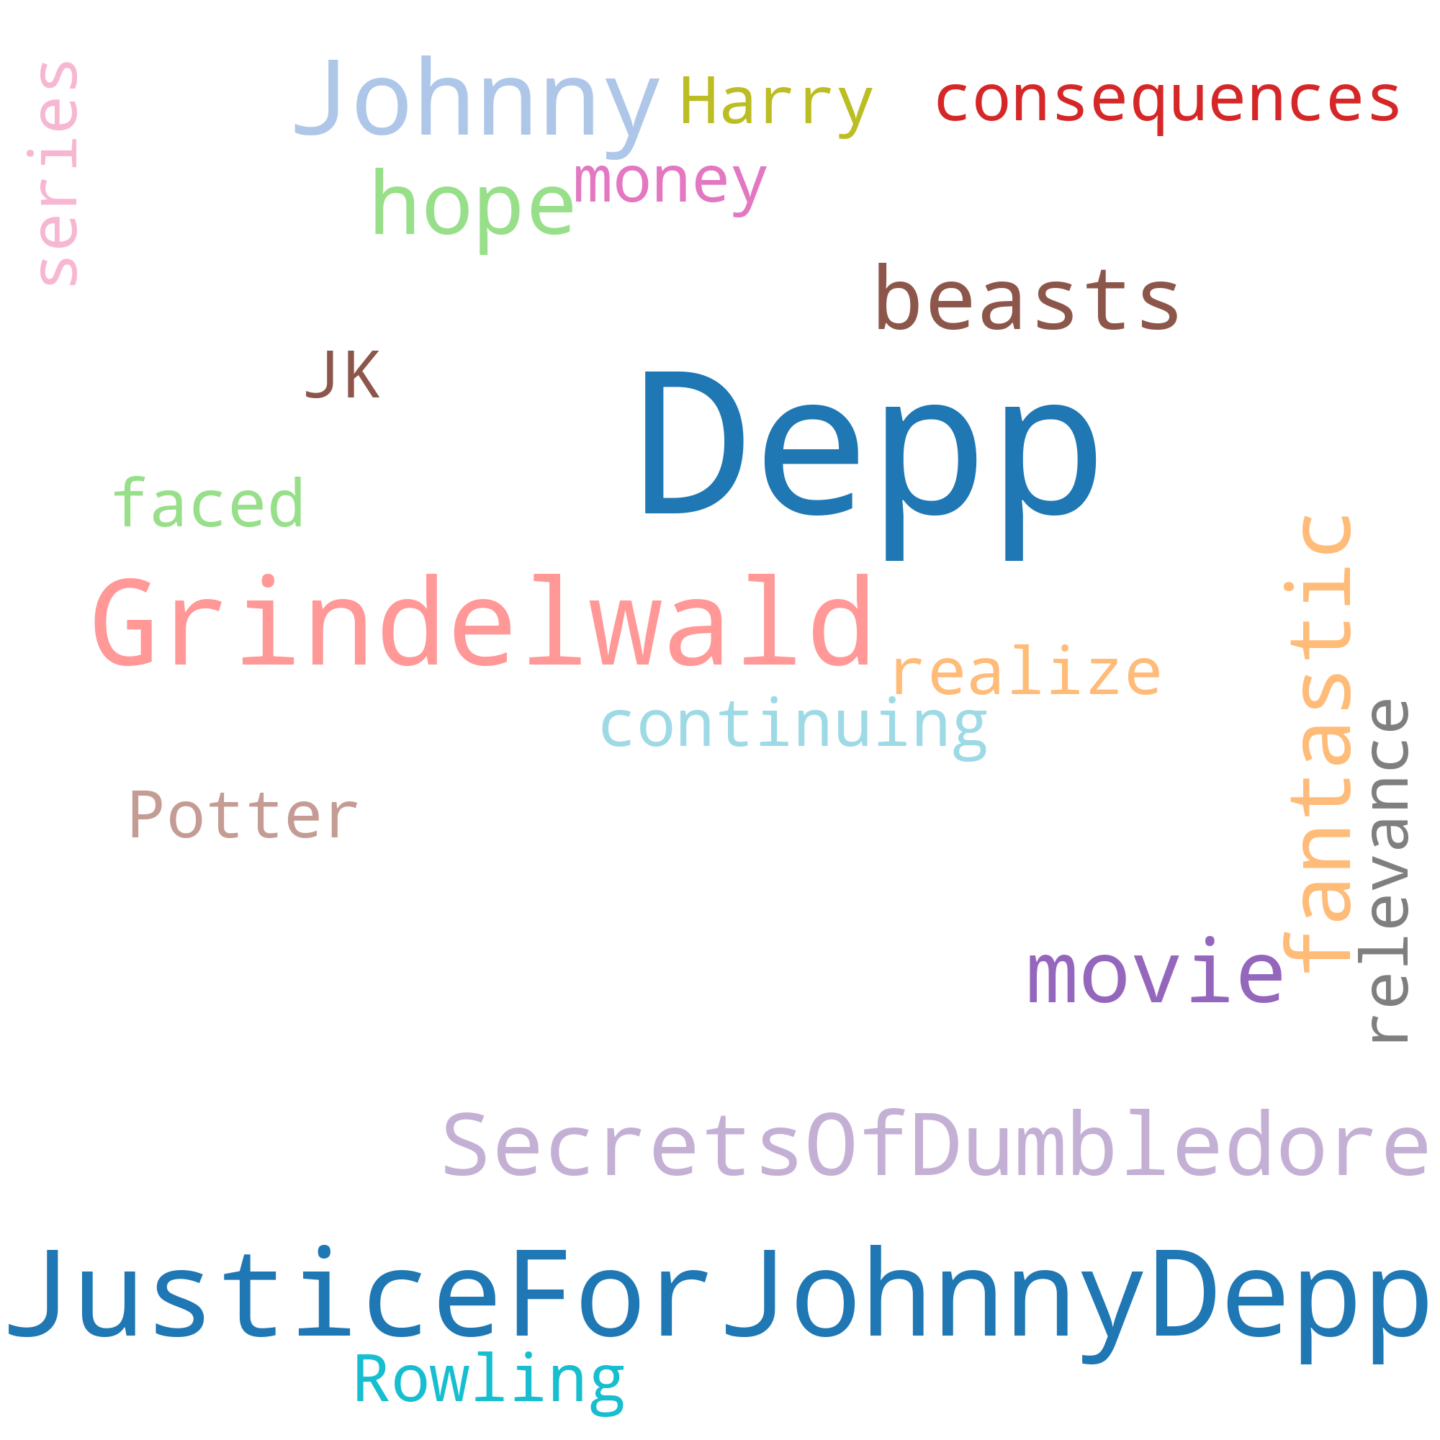 series
Johnny
Harry
consequences
hope
money
beasts
JK
Depp
faced
Grindelwald
realize
fantastic
continuing
relevance
Potter
movie
SecretsOfDumbledore
JusticeForJohnnyDepp
Rowling